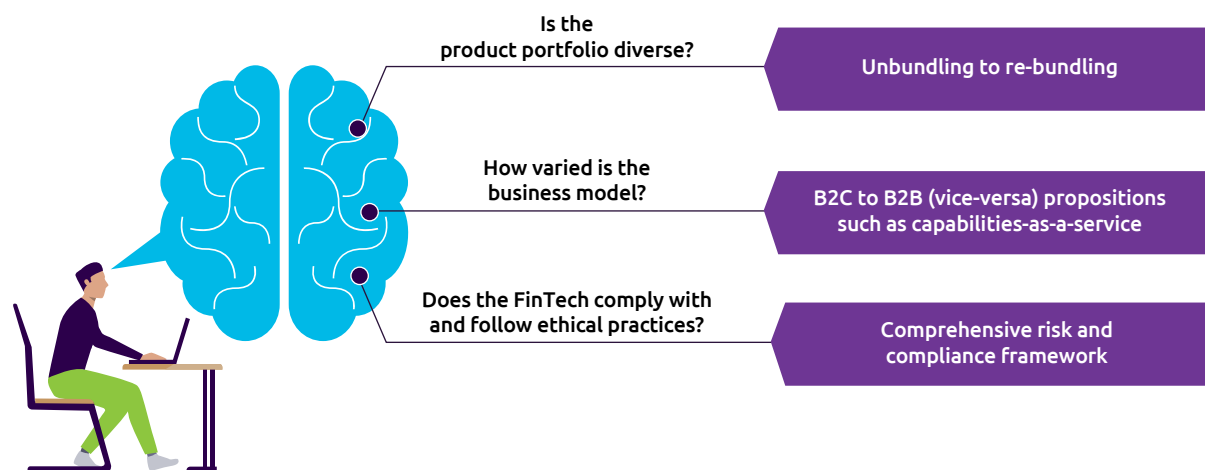 Is the
product portfolio diverse?
Unbundling to re-bundling
How varied is the
business model?
B2C to B2B (vice-versa) propositions
such as capabilities-as-a-service
Does the FinTech comply with
and follow ethical practices?
Comprehensive risk and
compliance framework